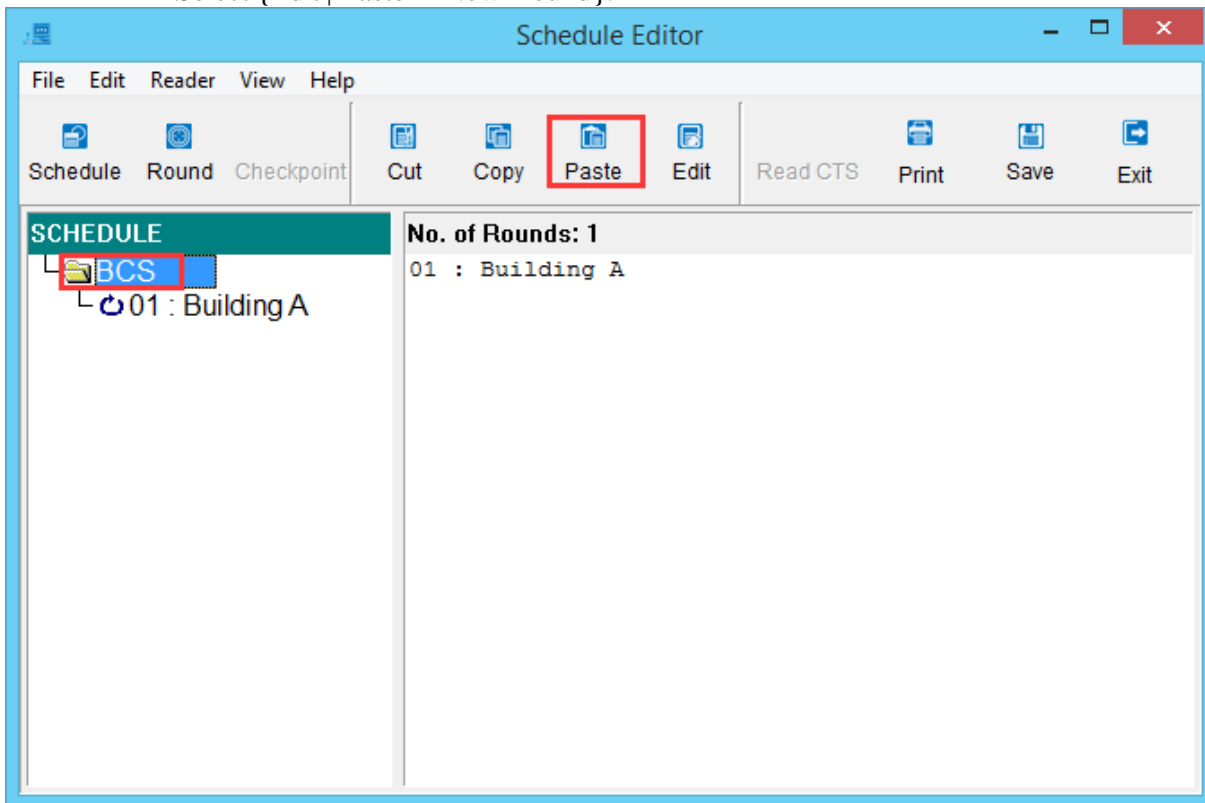 Schedule Editor
File Edit Reader View Help
Schedule Round Checkpoint Cut Copy Paste Edit Read CTS Print Save Exit
SCHEDULE
BCS
01 : Building A
No. of Rounds: 1
01 : Building A